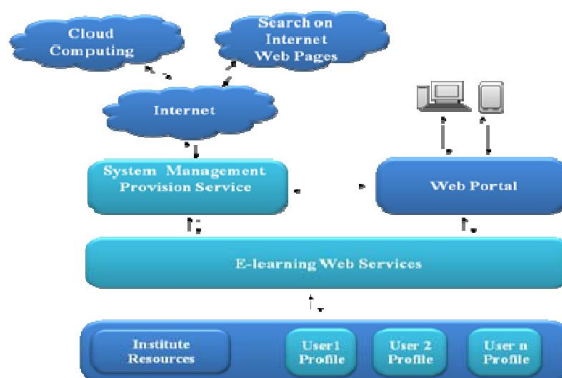 Cloud
Computing
Search on
Internet
Web Pages
Internet
System Management
Provision Service
Web Portal
E-learning Web Services
Institute
Resources
User1
Profile
User 2
Profile
User n
Profile